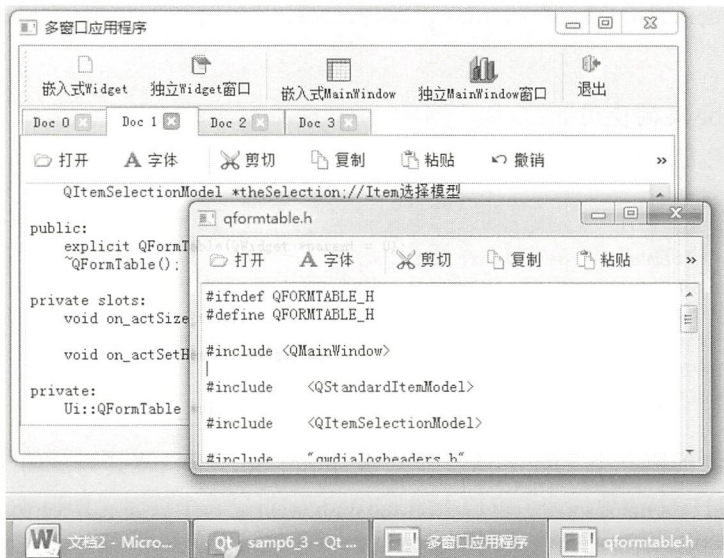 多窗口应用程序
嵌入式Widget 独立Widget窗口 嵌入式MainWindow 独立MainWindow窗口 退出
Doc 0 Doc 1 Doc 2 Doc 3
打开 A 字体 剪切 复制 粘贴 撤销 »
QItemSelectionModel *theSelection;//Item选择模型
public:
explicit QFormTable(QWidget *parent = 0);
~QFormTable();
private slots:
void on_actSize
void on_actSetH
private:
Ui::QFormTable
qformtable.h
打开 A 字体 剪切 复制 粘贴 »
#ifndef QFORMTABLE_H
#define QFORMTABLE_H
#include <QMainWindow>
#include <QStandardItemModel>
#include <QItemSelectionModel>
#include "qwdialogheaders.h"
文档2 - Micro... samp6_3 - Qt ... 多窗口应用程序 qformtable.h